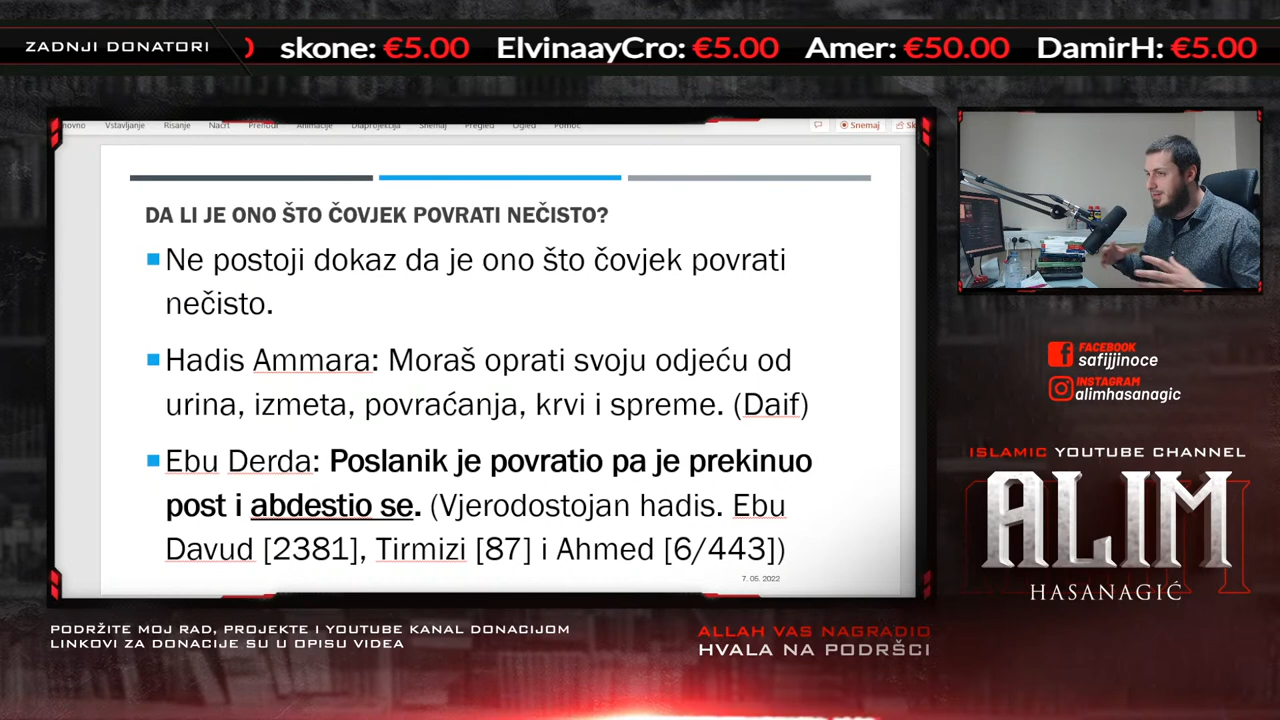 ZADNJI DONATORI
skone: €5.00 ElvinaayCro: €5.00 Amer: €50.00 DamirH: €5.00
Vstavljanje Risanje Načrt Prehodi Animacije Diaprojekcija Snemaj Pregled Ogled Pomoč Snemaj
DA LI JE ONO ŠTO ČOVJEK POVRATI NEČISTO?
Ne postoji dokaz da je ono što čovjek povrati
nečisto.
Hadis Ammara: Moraš oprati svoju odjeću od
urina, izmeta, povraćanja, krvi i spreme. (Daif)
Ebu Derda: Poslanik je povratio pa je prekinuo
post i abdestio se. (Vjerodostojan hadis. Ebu
Davud [2381], Tirmizi [87] i Ahmed [6/443])
7. 05. 2022
FACEBOOK
safijjinoce
INSTAGRAM
alimhasanagic
ISLAMIC YOUTUBE CHANNEL
ALIM
HASANAGIĆ
PODRŽITE MOJ RAD, PROJEKTE I YOUTUBE KANAL DONACIJOM
LINKOVI ZA DONACIJE SU U OPISU VIDEA
ALLAH VAS NAGRADIO
HVALA NA PODRŠCI